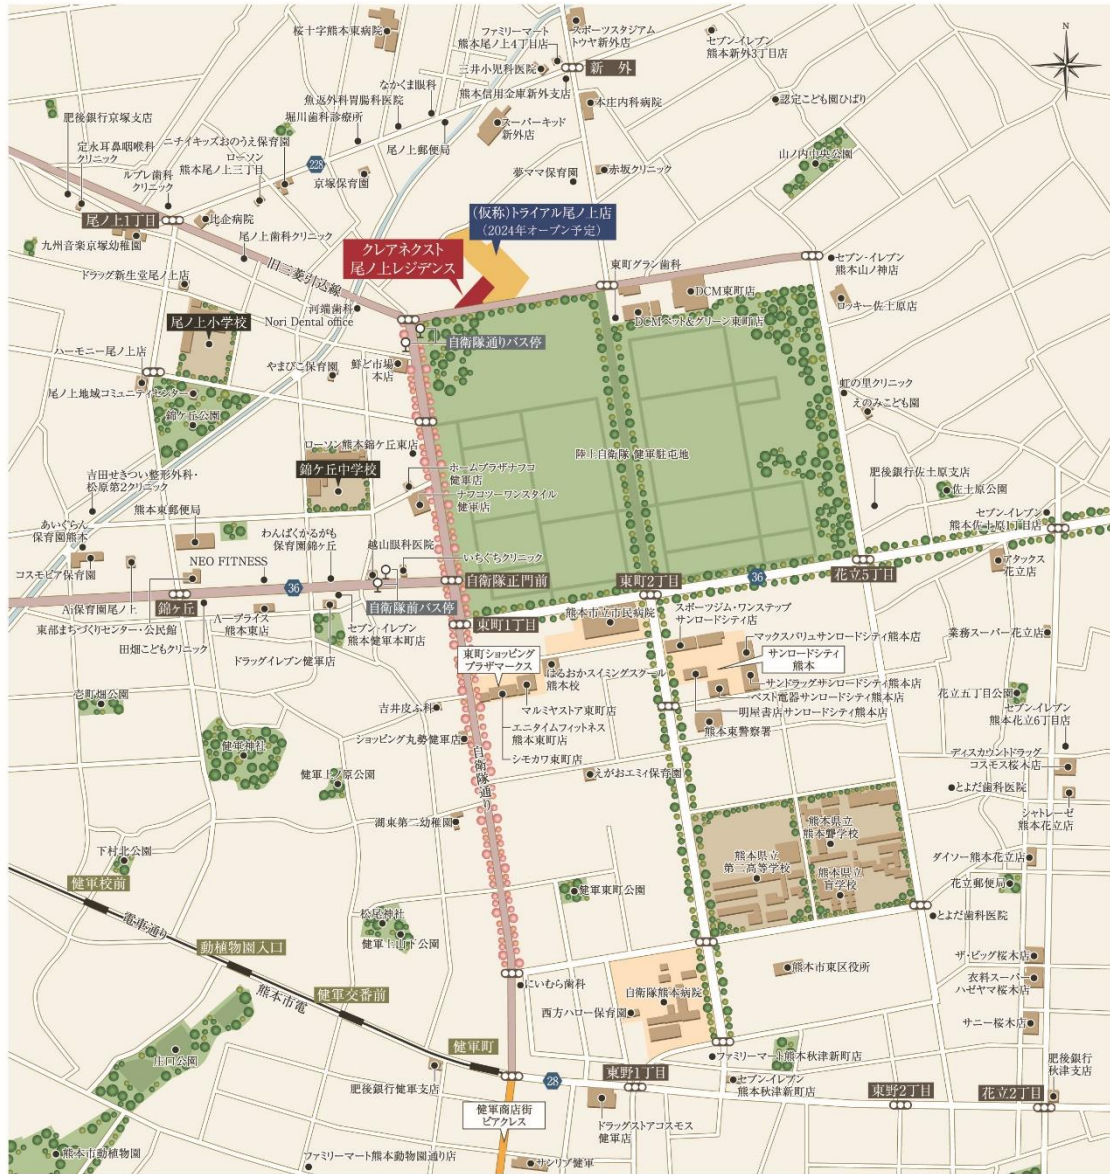 桜十字熊本東病院
ファミリーマート
熊本尾ノ上4丁目店
スポーツスタジアム
トウヤ新外店
セブン-イレブン
熊本新外3丁目店
N
三井小児科医院
新外
なかくま眼科
熊本信用金庫新外支店
魚返外科胃腸科医院
本庄内科病院
認定こども園ひばり
肥後銀行京塚支店
堀川歯科診療所
スーパーキッド
新外店
定永耳鼻咽喉科
クリニック
ニチイキッズおのうえ保育園
尾ノ上郵便局
ルプレ歯科
クリニック
ローソン
熊本尾ノ上三丁目
228
京塚保育園
夢ママ保育園
赤坂クリニック
山ノ内中央公園
尾ノ上1丁目
比企病院
(仮称)トライアル尾ノ上店
(2024年オープン予定)
九州音楽京塚幼稚園
尾ノ上歯科クリニック
クレアネクスト
尾ノ上レジデンス
東町グラン歯科
セブン-イレブン
熊本山ノ神店
旧三菱引込線
ドラッグ新生堂尾ノ上店
DCM東町店
ロッキー佐土原店
河端歯科
Nori Dental office
DCMペット&グリーン東町店
尾ノ上小学校
自衛隊通りバス停
ハーモニー尾ノ上店
やまびこ保育園
鮮ど市場
本店
虹の里クリニック
尾ノ上地域コミュニティセンター
えのみこども園
錦ケ丘公園
ローソン熊本錦ケ丘東店
陸上自衛隊 健軍駐屯地
吉田せきつい整形外科・
松原第2クリニック
錦ケ丘中学校
ホームプラザナフコ
健軍店
肥後銀行佐土原支店
ナフコツーワンスタイル
健軍店
佐土原公園
熊本東郵便局
あいぐらん
保育園熊本
わんぱくかるがも
保育園錦ヶ丘
越山眼科医院
セブン-イレブン
熊本佐土原1丁目店
いちぐちクリニック
コスモピア保育園
NEO FITNESS
アタックス
花立店
36
自衛隊正門前
東町2丁目
36
花立5丁目
Ai保育園尾ノ上
錦ヶ丘
自衛隊前バス停
熊本市立市民病院
スポーツジム・ワンステップ
サンロードシティ店
東部まちづくりセンター・公民館
A-プライス
熊本東店
東町1丁目
マックスバリュサンロードシティ熊本店
業務スーパー花立店
セブン-イレブン
熊本健軍本町店
田畑こどもクリニック
ドラッグイレブン健軍店
東町ショッピング
プラザマークス
はるおかスイミングスクール
熊本校
サンロードシティ
熊本
サンドラッグサンロードシティ熊本店
壱町畑公園
マルミヤストア東町店
ベスト電器サンロードシティ熊本店
花立五丁目公園
吉井皮ふ科
エニタイムフィットネス
熊本東町店
明屋書店サンロードシティ熊本店
セブン-イレブン
熊本花立6丁目店
健軍神社
ショッピング丸勢健軍店
シモカワ東町店
熊本東警察署
自衛隊通り
ディスカウントドラッグ
コスモス桜木店
健軍上ノ原公園
えがおエミィ保育園
とよだ歯科医院
シャトレーゼ
熊本花立店
湖東第二幼稚園
熊本県立
熊本聾学校
下村北公園
熊本県立
第二高等学校
熊本県立
盲学校
ダイソー熊本花立店
健軍校前
健軍東町公園
花立郵便局
電車通り
松尾神社
とよだ歯科医院
動植物園入口
健軍上山下公園
ザ・ビッグ桜木店
熊本市電
健軍交番前
にいむら歯科
熊本市東区役所
衣料スーパー
ハゼヤマ桜木店
自衛隊熊本病院
西方ハロー保育園
サニー桜木店
庄口公園
健軍町
ファミリーマート熊本秋津新町店
肥後銀行健軍支店
28
東野1丁目
セブン-イレブン
熊本秋津新町店
肥後銀行
秋津支店
東野2丁目
花立2丁目
健軍商店街
ピアクレス
ドラッグストアコスモス
健軍店
熊本市動植物園
ファミリーマート熊本動物園通り店
サンリブ健軍